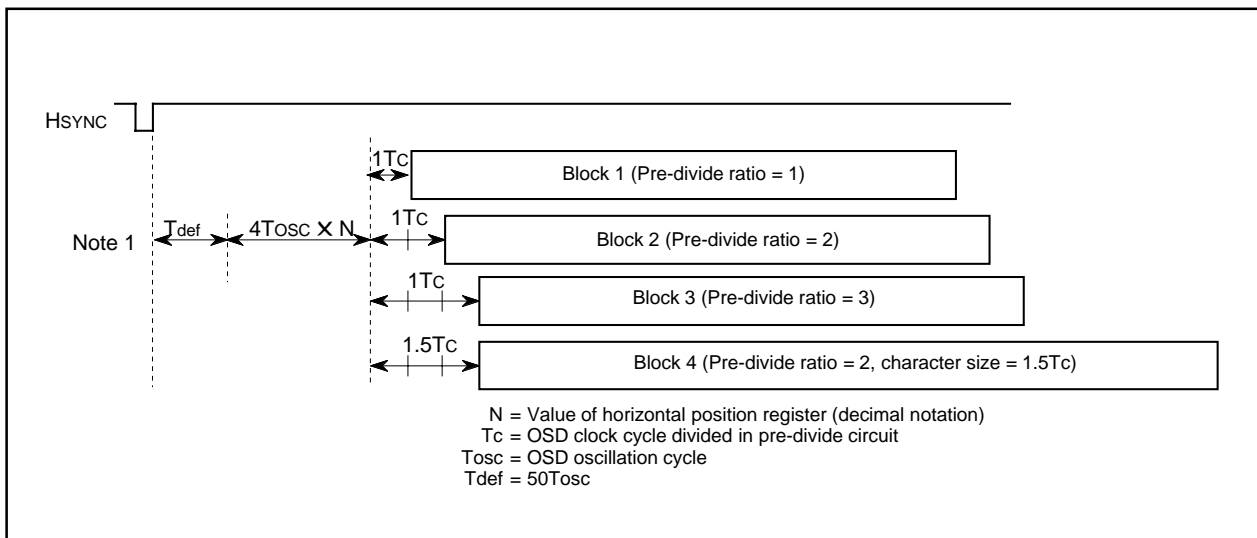 HSYNC
1TC
Block 1 (Pre-divide ratio = 1)
Note 1
Tdef
4TOSC × N
1TC
Block 2 (Pre-divide ratio = 2)
1TC
Block 3 (Pre-divide ratio = 3)
1.5TC
Block 4 (Pre-divide ratio = 2, character size = 1.5Tc)
N = Value of horizontal position register (decimal notation)
Tc = OSD clock cycle divided in pre-divide circuit
Tosc = OSD oscillation cycle
Tdef = 50Tosc